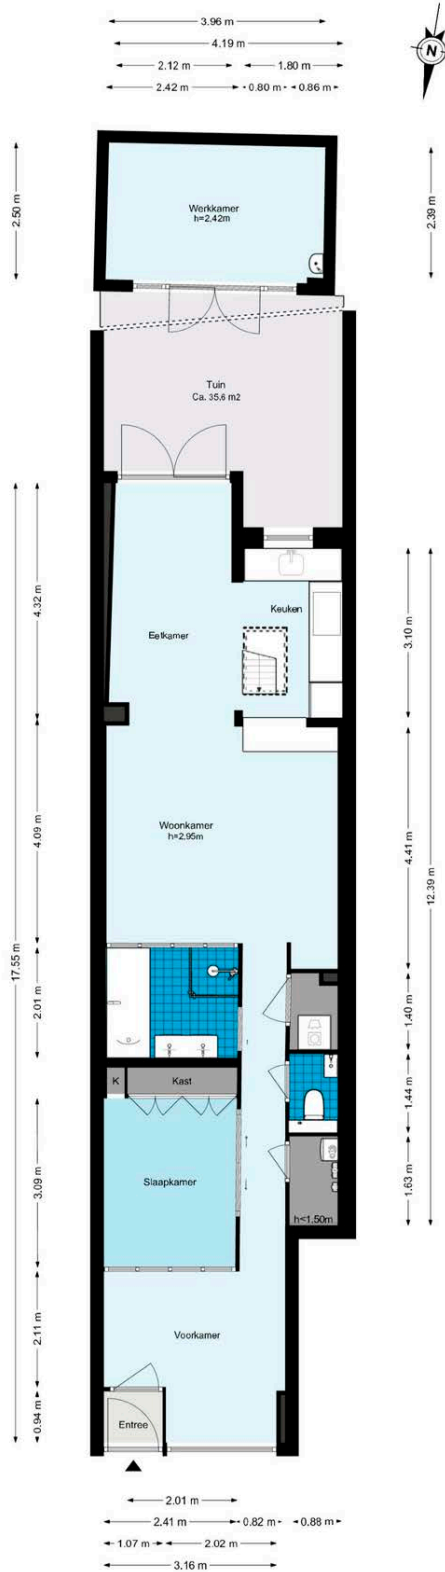 3.96 m
4.19 m
N
2.12 m
1.80 m
2.42 m
0.80 m
0.86 m
2.50 m
Werkkamer
h=2,42m
2.39 m
Tuin
Ca. 35,6 m2
17.55 m
4.32 m
Keuken
Eetkamer
3.10 m
4.09 m
Woonkamer
h=2,95m
4.41 m
12.39 m
2.01 m
1.40 m
K
Kast
1.44 m
3.09 m
Slaapkamer
1.63 m
h<1,50m
2.11 m
Voorkamer
0.94 m
Entree
2.01 m
2.41 m
0.82 m
0.88 m
1.07 m
2.02 m
3.16 m